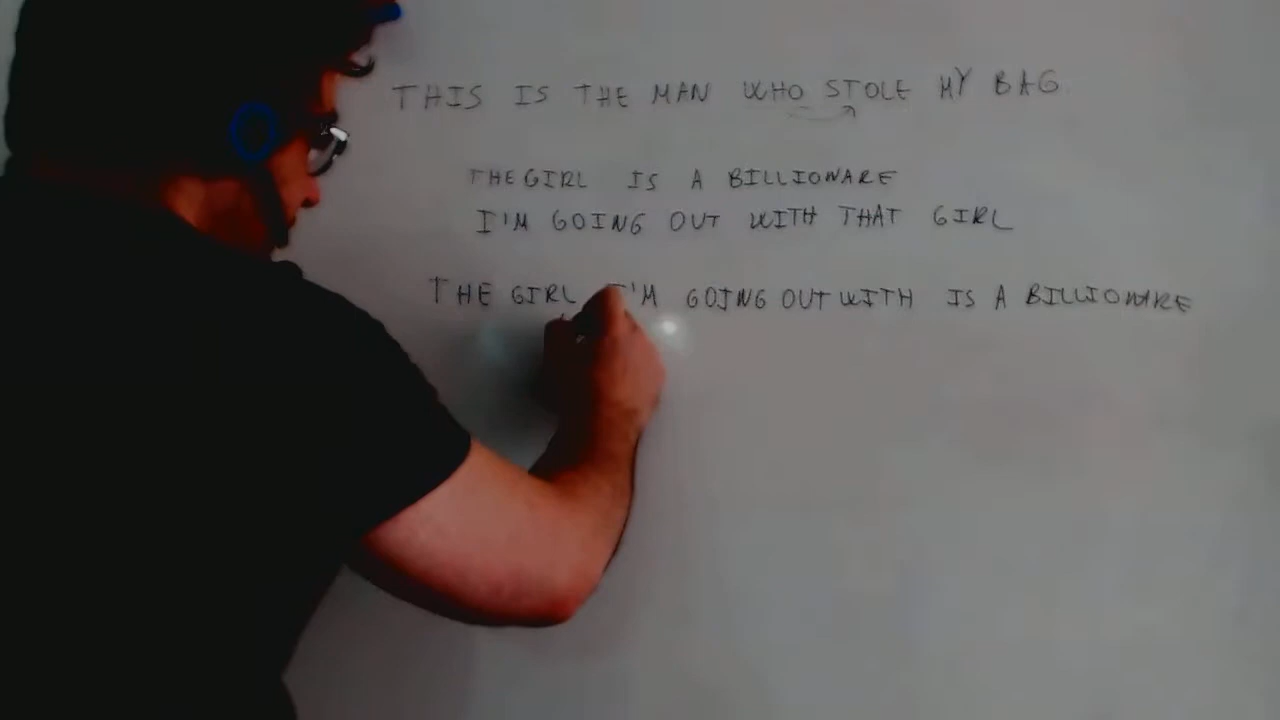 THIS IS THE MAN WHO STOLE MY BAG
THE GIRL IS A BILLIONARE
I'M GOING OUT WITH THAT GIRL
THE GIRL I'M GOING OUT WITH IS A BILLIONARE